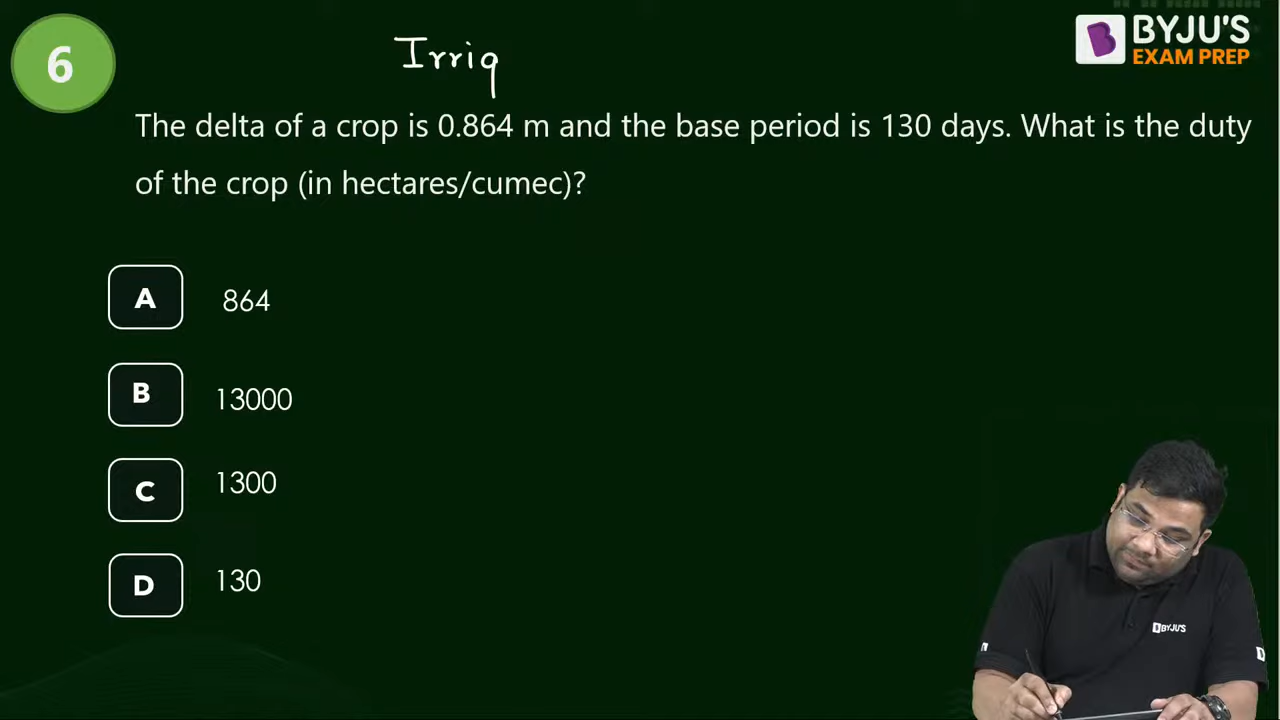 6
Irrig
BYJU'S
EXAM PREP
The delta of a crop is 0.864 m and the base period is 130 days. What is the duty
of the crop (in hectares/cumec)?
A 864
B 13000
C 1300
D 130
BYJU'S